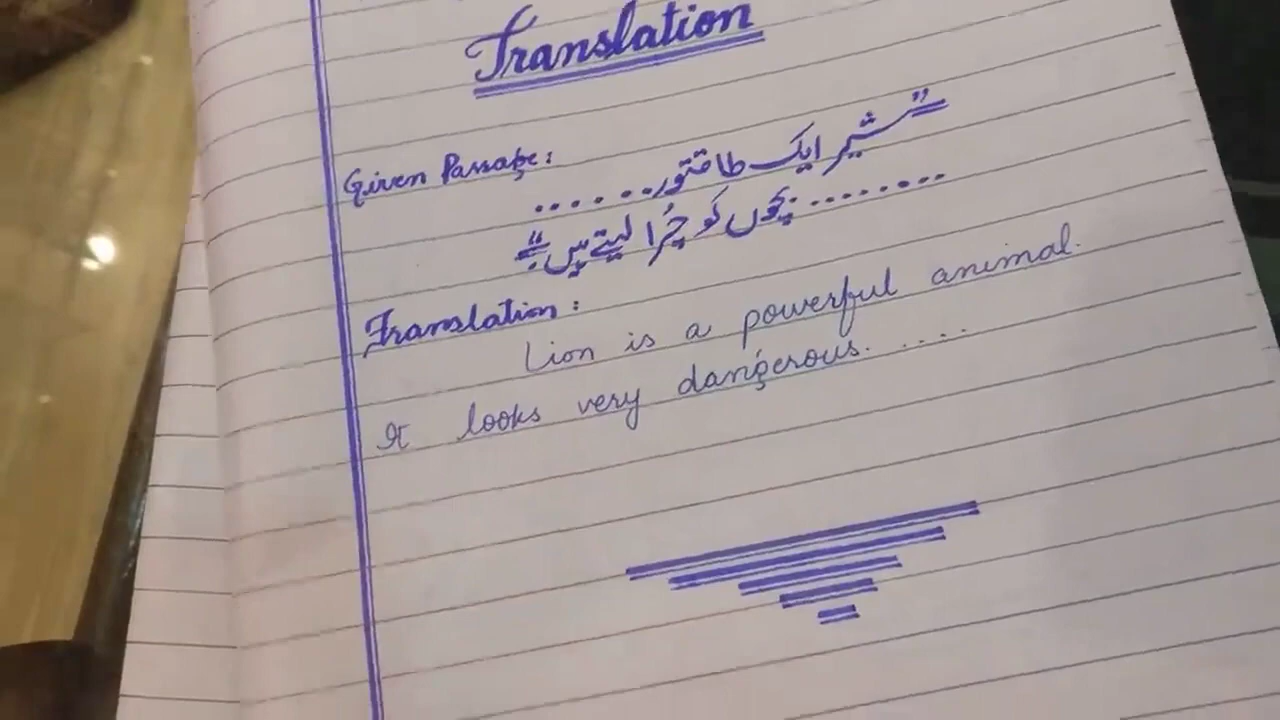 Translation
Given Passage:
"شیر ایک طاقتور......
........ بچوں کو چُرا لیتے ہیں۔"
Translation:
Lion is a powerful animal.
It looks very dangerous. ....